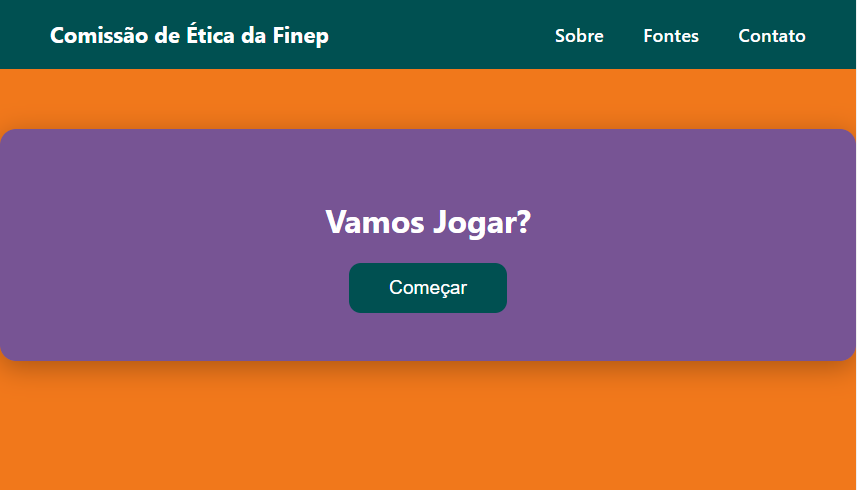 Comissão de Ética da Finep
Sobre Fontes Contato
Vamos Jogar?
Começar